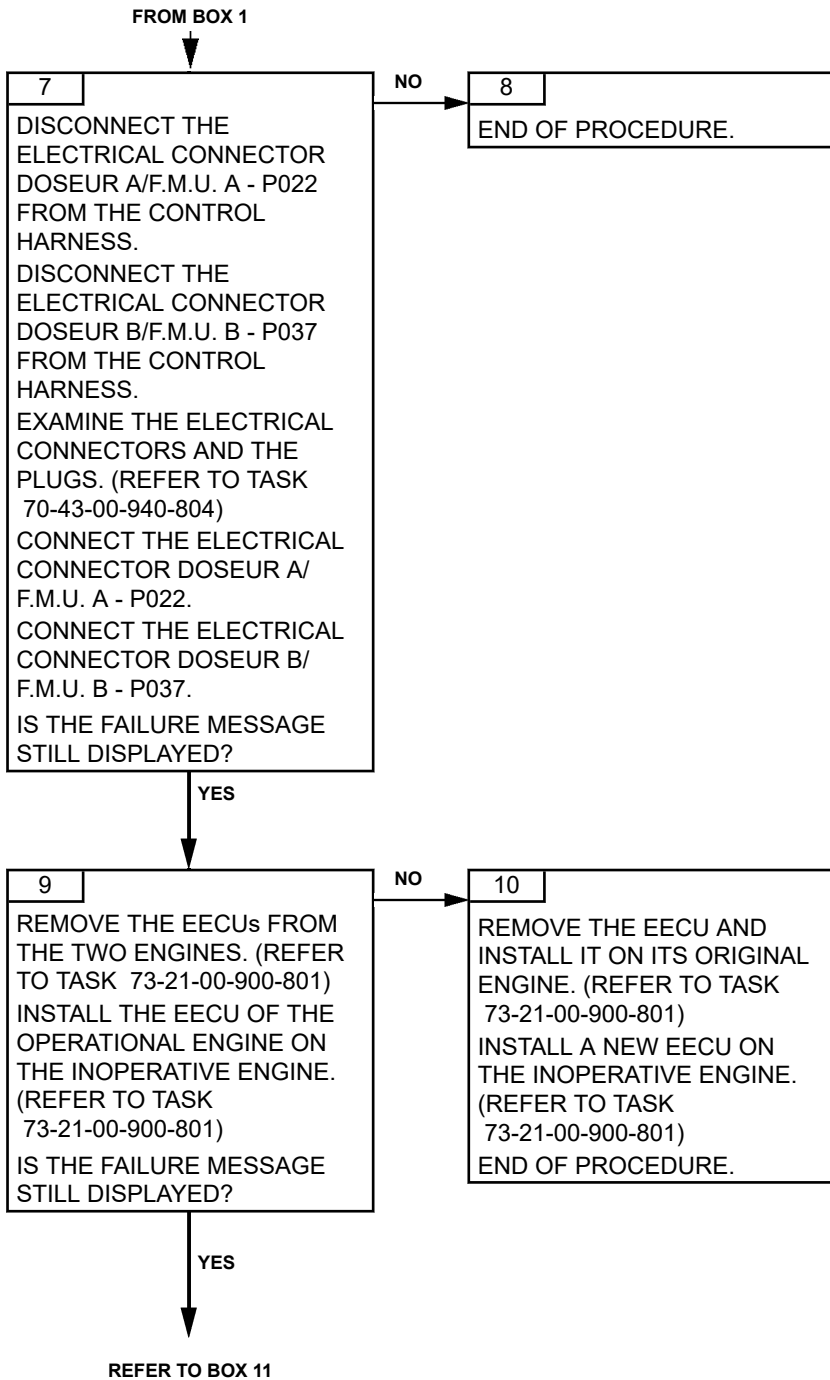 FROM BOX 1
7
DISCONNECT THE
ELECTRICAL CONNECTOR
DOSEUR A/F.M.U. A - P022
FROM THE CONTROL
HARNESS.
DISCONNECT THE
ELECTRICAL CONNECTOR
DOSEUR B/F.M.U. B - P037
FROM THE CONTROL
HARNESS.
EXAMINE THE ELECTRICAL
CONNECTORS AND THE
PLUGS. (REFER TO TASK
70-43-00-940-804)
CONNECT THE ELECTRICAL
CONNECTOR DOSEUR A/
F.M.U. A - P022.
CONNECT THE ELECTRICAL
CONNECTOR DOSEUR B/
F.M.U. B - P037.
IS THE FAILURE MESSAGE
STILL DISPLAYED?
NO
8
END OF PROCEDURE.
YES
9
REMOVE THE EECUs FROM
THE TWO ENGINES. (REFER
TO TASK 73-21-00-900-801)
INSTALL THE EECU OF THE
OPERATIONAL ENGINE ON
THE INOPERATIVE ENGINE.
(REFER TO TASK
73-21-00-900-801)
IS THE FAILURE MESSAGE
STILL DISPLAYED?
NO
10
REMOVE THE EECU AND
INSTALL IT ON ITS ORIGINAL
ENGINE. (REFER TO TASK
73-21-00-900-801)
INSTALL A NEW EECU ON
THE INOPERATIVE ENGINE.
(REFER TO TASK
73-21-00-900-801)
END OF PROCEDURE.
YES
REFER TO BOX 11